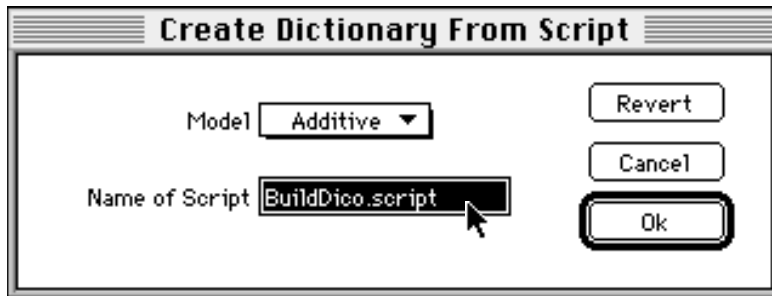 Create Dictionary From Script
Model Additive
Revert
Cancel
Name of Script BuildDico.script
Ok